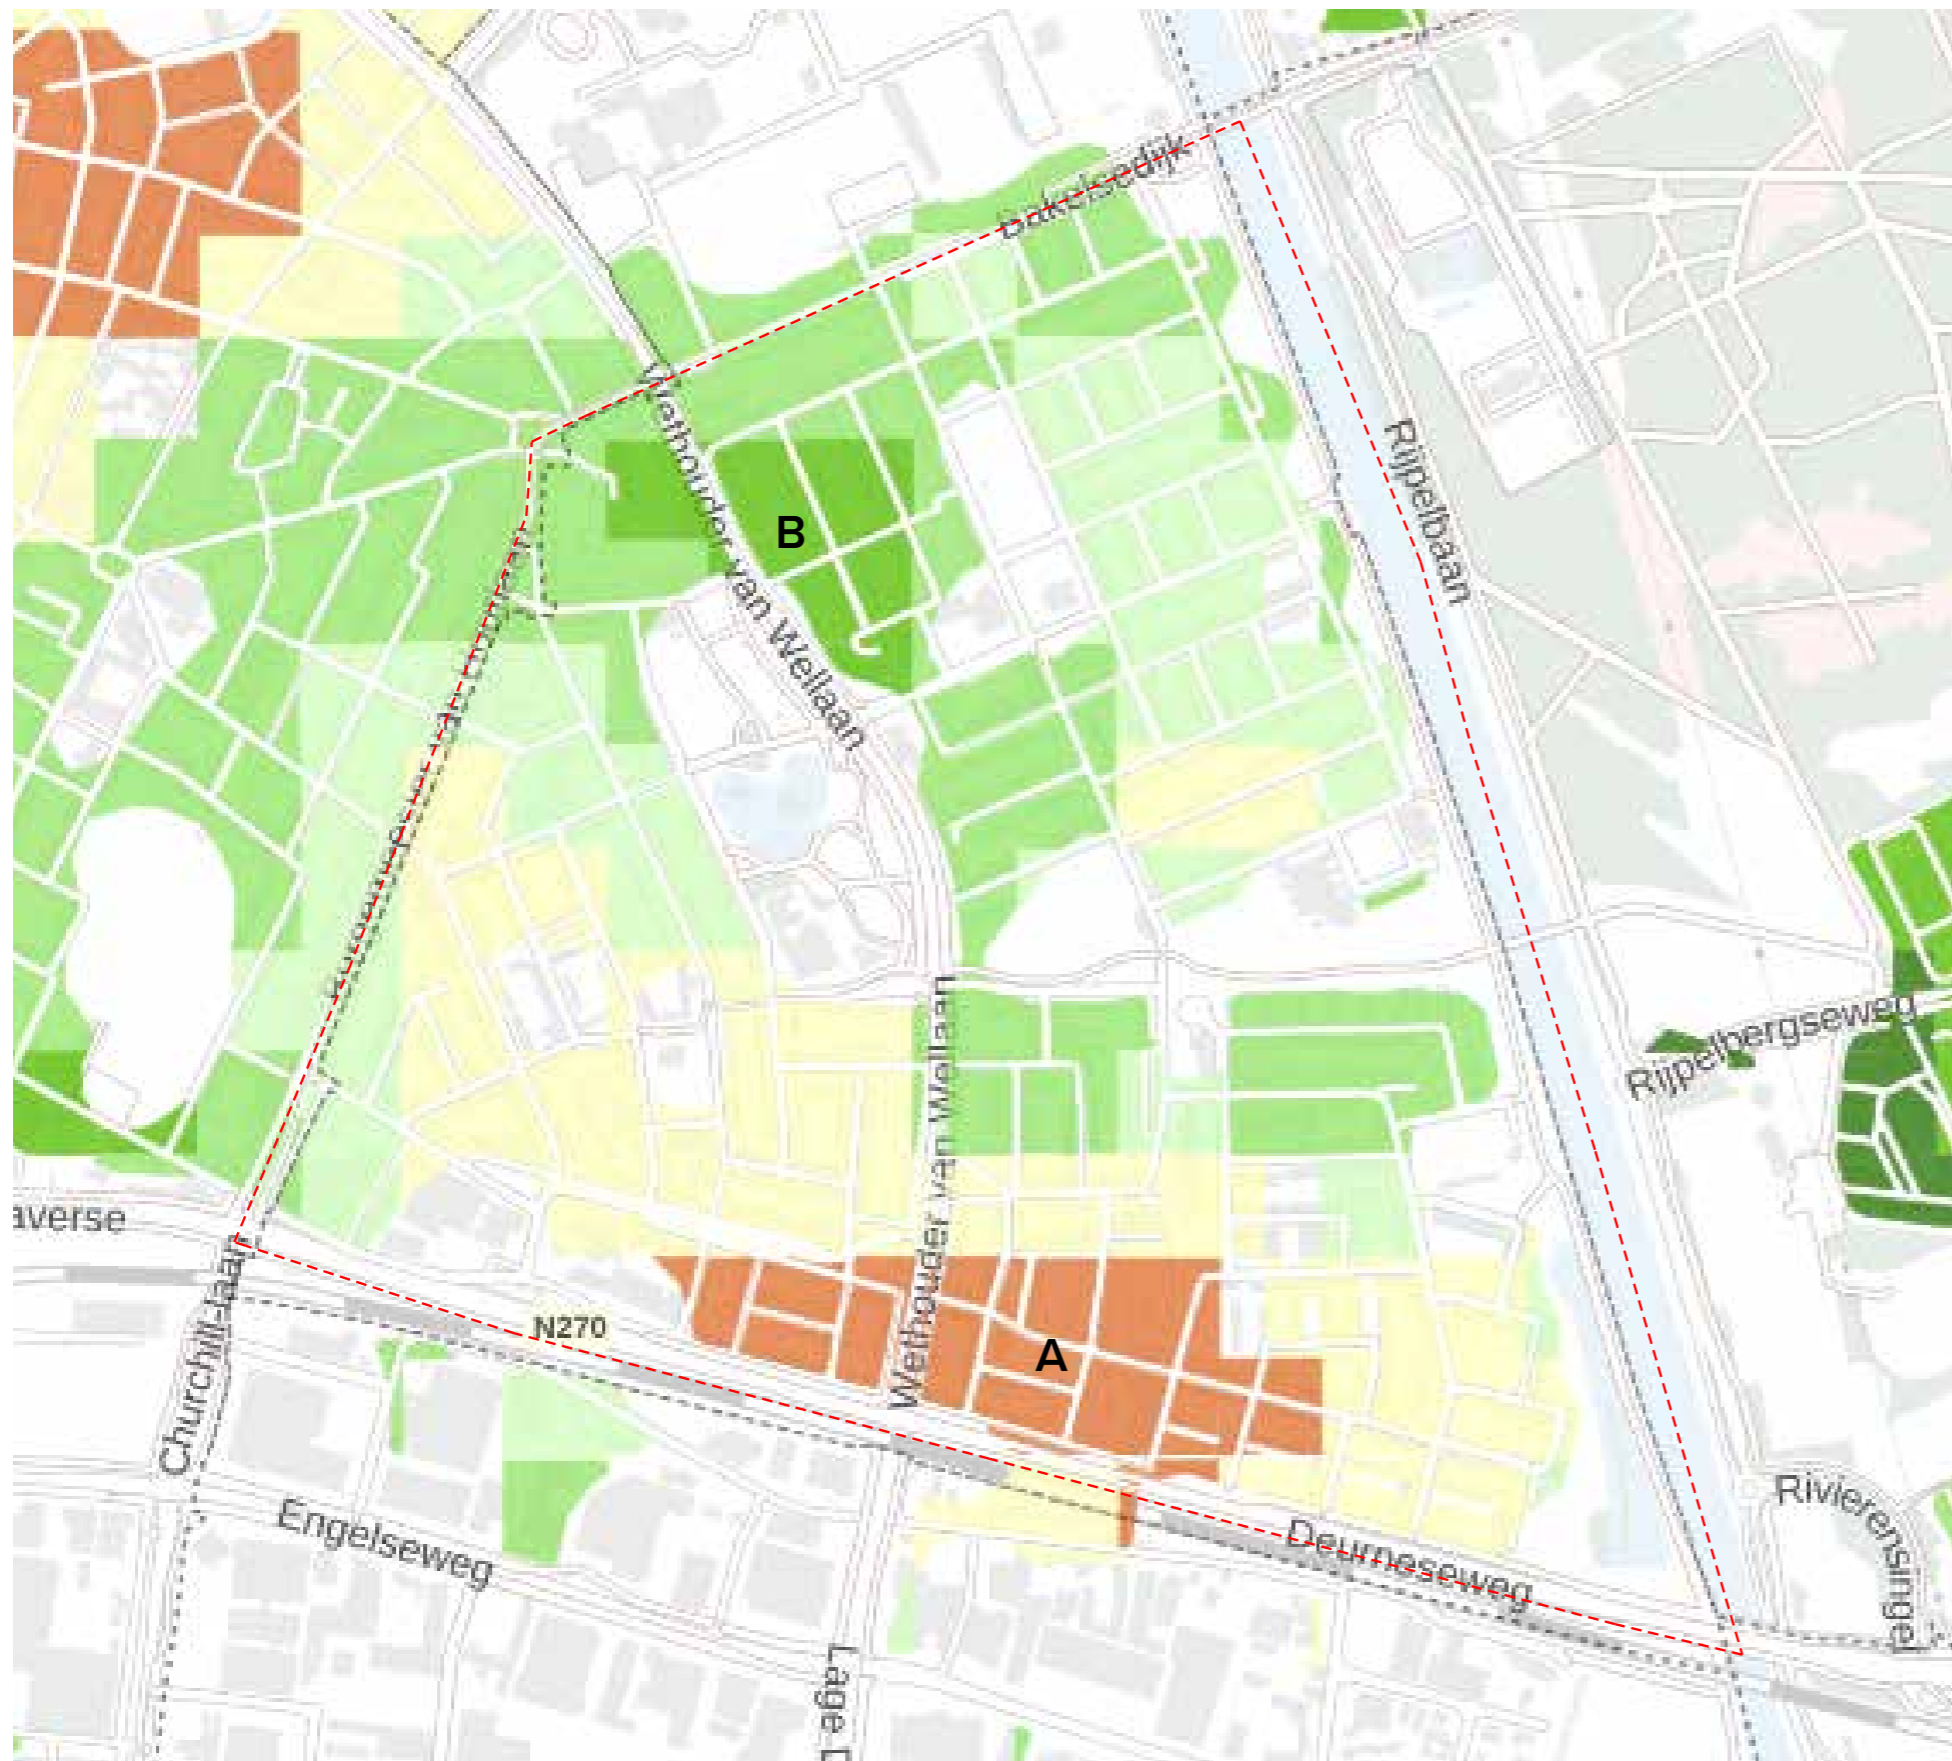 Bakelsedijk
Wethouder van Wellaan
Rijpelbaan
B
Rijpelbergseweg
Wethouder van Wellaan
averse
Churchill-laan
N270
A
Deurneseweg
Engelseweg
Rivierensingel
Lage D